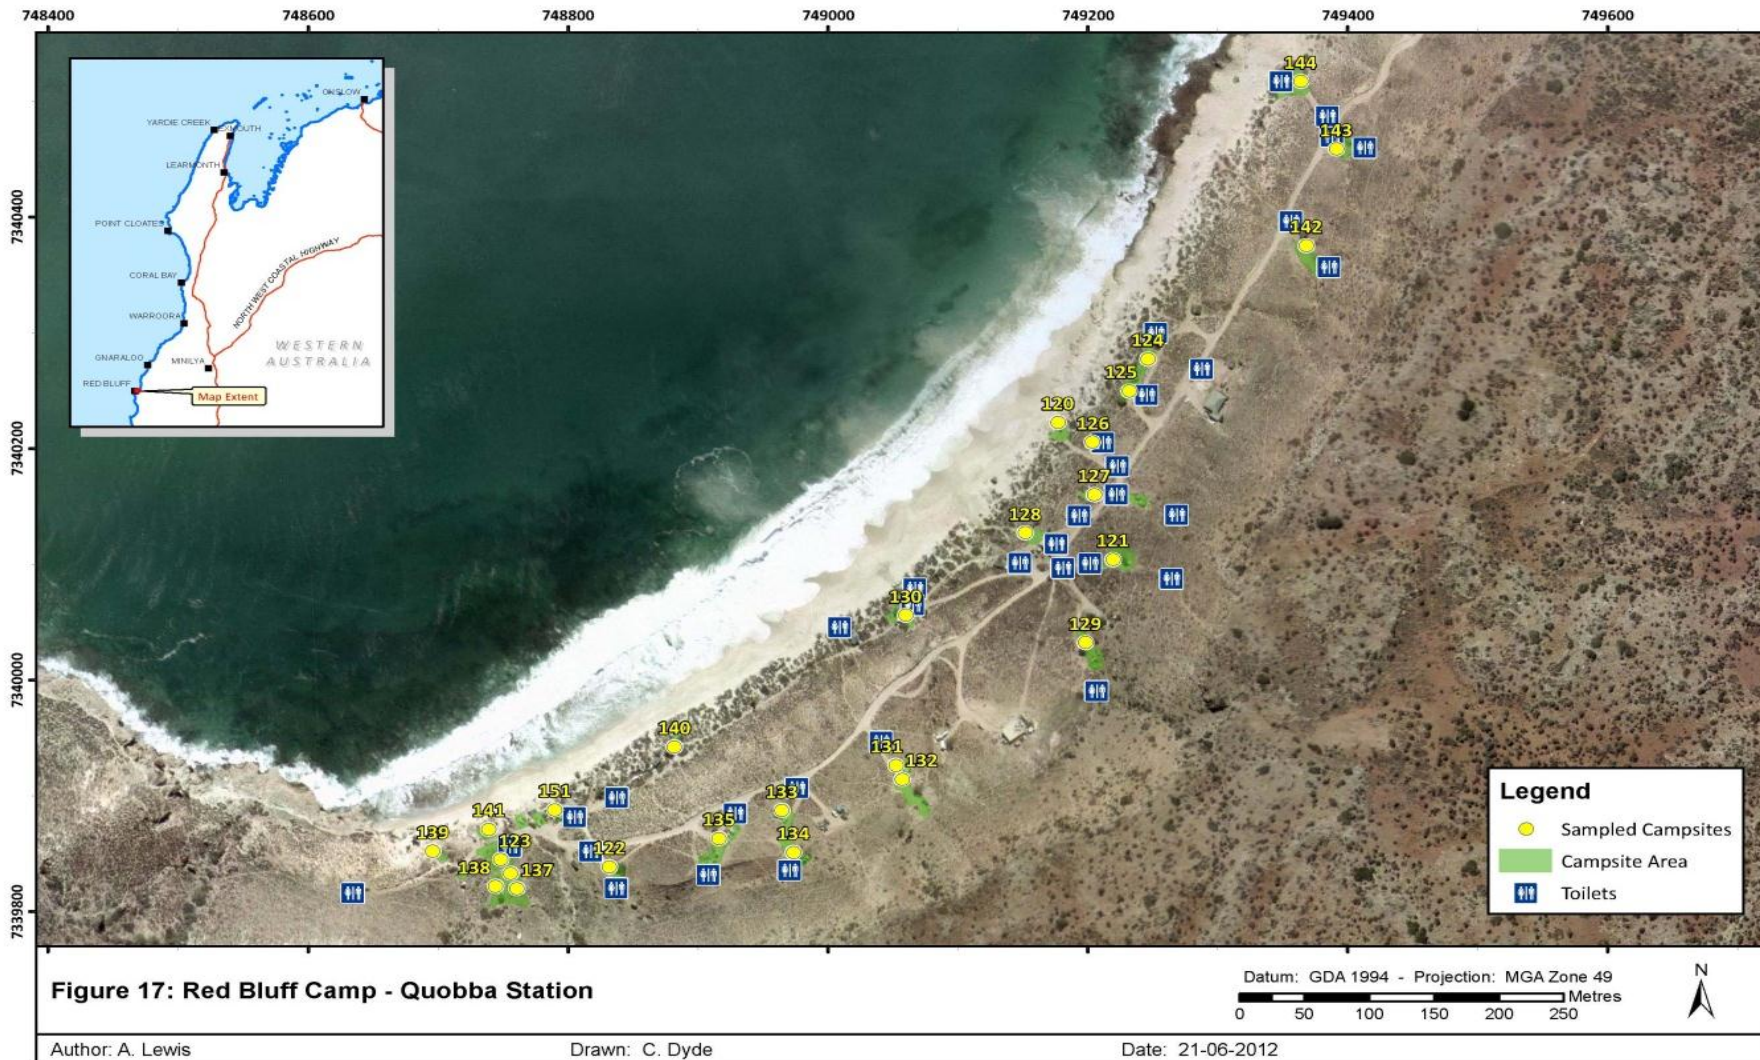 748400 748600 748800 749000 749200 749400 749600
7340400
7340200
7340000
7339800
ONSLOW
YARDIE CREEK
EXMOUTH
LEARMONTH
POINT CLOATES
CORAL BAY
NORTH WEST COASTAL HIGHWAY
WARROORA
WESTERN
AUSTRALIA
GNARALOO
MINILYA
RED BLUFF
Map Extent
144
143
142
124
125
120
126
127
128
121
130
129
140
131
132
151
133
141
135
139
123
134
122
138
137
Legend
Sampled Campsites
Campsite Area
Toilets
Figure 17: Red Bluff Camp - Quobba Station
Datum: GDA 1994 - Projection: MGA Zone 49
Metres
0 50 100 150 200 250
N
Author: A. Lewis Drawn: C. Dyde Date: 21-06-2012